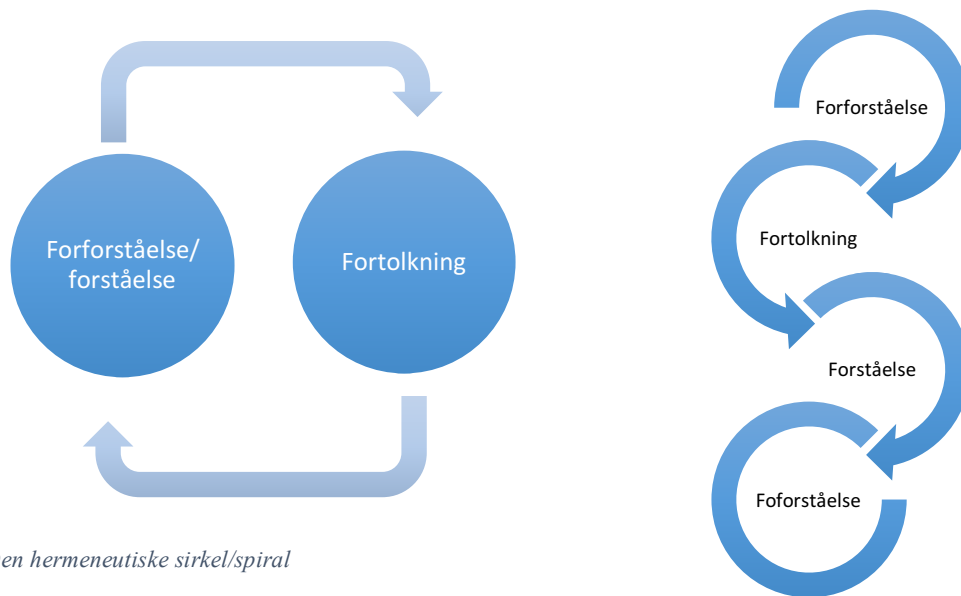 Forforståelse/
forståelse
Fortolkning
Forforståelse
Fortolkning
Forståelse
Foforståelse
en hermeneutiske sirkel/spiral